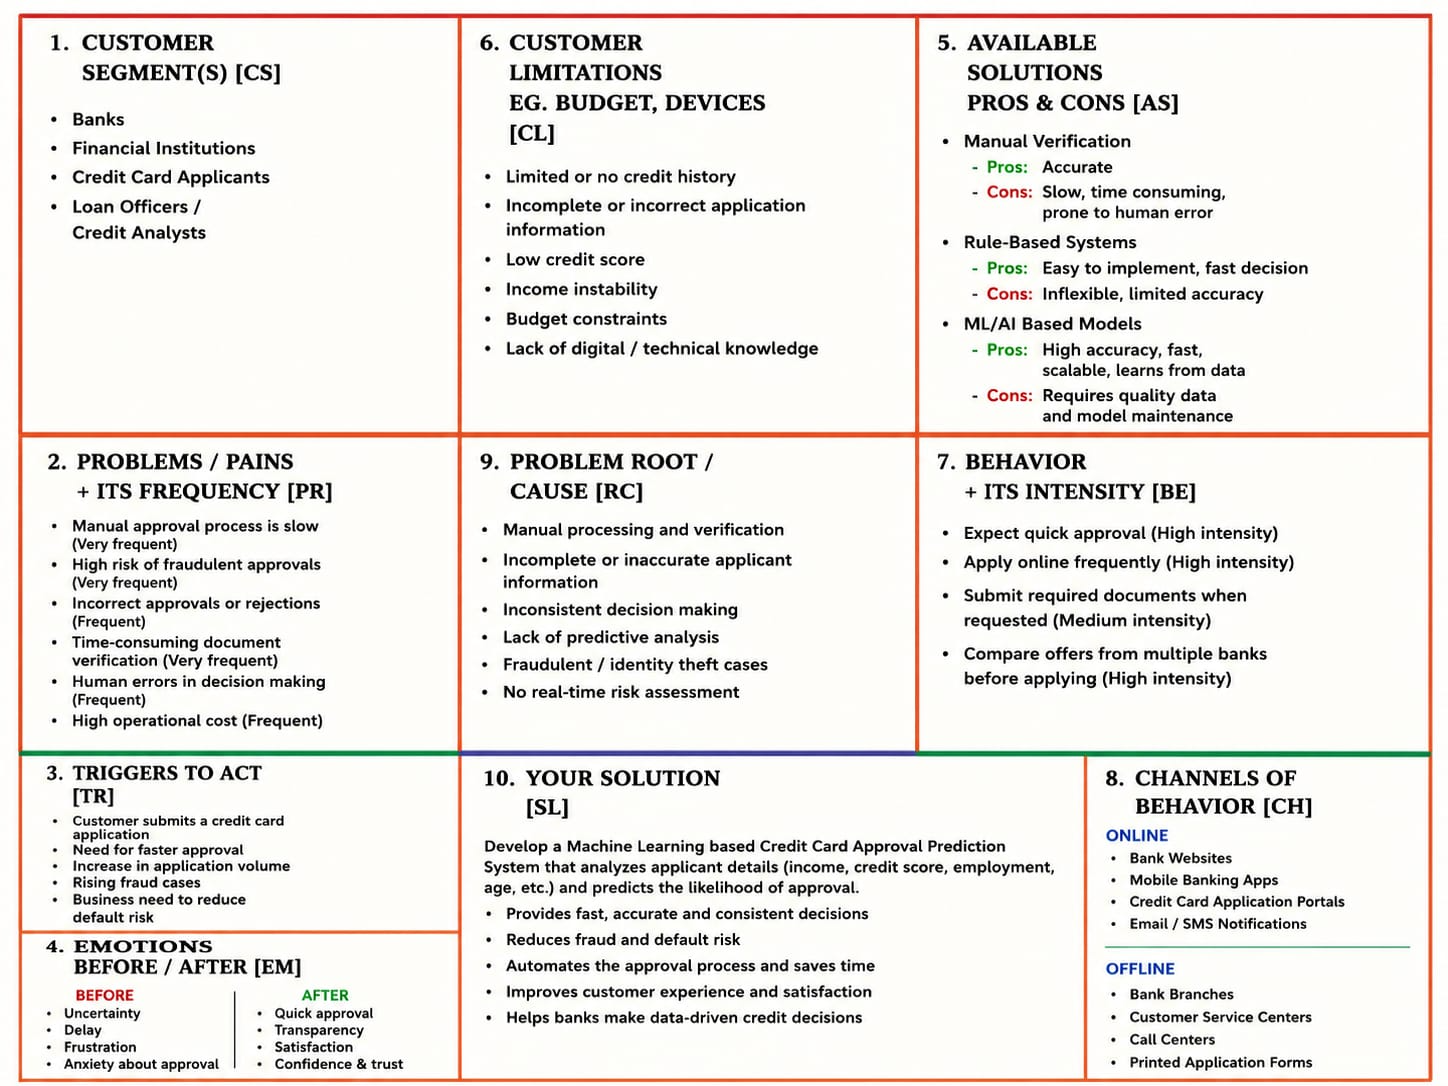 1. CUSTOMER
SEGMENT(S) [CS]
• Banks
• Financial Institutions
• Credit Card Applicants
• Loan Officers /
Credit Analysts
6. CUSTOMER
LIMITATIONS
EG. BUDGET, DEVICES
[CL]
• Limited or no credit history
• Incomplete or incorrect application
information
• Low credit score
• Income instability
• Budget constraints
• Lack of digital / technical knowledge
5. AVAILABLE
SOLUTIONS
PROS & CONS [AS]
• Manual Verification
- Pros: Accurate
- Cons: Slow, time consuming,
prone to human error
• Rule-Based Systems
- Pros: Easy to implement, fast decision
- Cons: Inflexible, limited accuracy
• ML/AI Based Models
- Pros: High accuracy, fast,
scalable, learns from data
- Cons: Requires quality data
and model maintenance
2. PROBLEMS / PAINS
+ ITS FREQUENCY [PR]
• Manual approval process is slow
(Very frequent)
• High risk of fraudulent approvals
(Very frequent)
• Incorrect approvals or rejections
(Frequent)
• Time-consuming document
verification (Very frequent)
• Human errors in decision making
(Frequent)
• High operational cost (Frequent)
9. PROBLEM ROOT /
CAUSE [RC]
• Manual processing and verification
• Incomplete or inaccurate applicant
information
• Inconsistent decision making
• Lack of predictive analysis
• Fraudulent / identity theft cases
• No real-time risk assessment
7. BEHAVIOR
+ ITS INTENSITY [BE]
• Expect quick approval (High intensity)
• Apply online frequently (High intensity)
• Submit required documents when
requested (Medium intensity)
• Compare offers from multiple banks
before applying (High intensity)
3. TRIGGERS TO ACT
[TR]
• Customer submits a credit card
application
• Need for faster approval
• Increase in application volume
• Rising fraud cases
• Business need to reduce
default risk
4. EMOTIONS
BEFORE / AFTER [EM]
BEFORE
• Uncertainty
• Delay
• Frustration
• Anxiety about approval
AFTER
• Quick approval
• Transparency
• Satisfaction
• Confidence & trust
10. YOUR SOLUTION
[SL]
Develop a Machine Learning based Credit Card Approval Prediction
System that analyzes applicant details (income, credit score, employment,
age, etc.) and predicts the likelihood of approval.
• Provides fast, accurate and consistent decisions
• Reduces fraud and default risk
• Automates the approval process and saves time
• Improves customer experience and satisfaction
• Helps banks make data-driven credit decisions
8. CHANNELS OF
BEHAVIOR [CH]
ONLINE
• Bank Websites
• Mobile Banking Apps
• Credit Card Application Portals
• Email / SMS Notifications
OFFLINE
• Bank Branches
• Customer Service Centers
• Call Centers
• Printed Application Forms